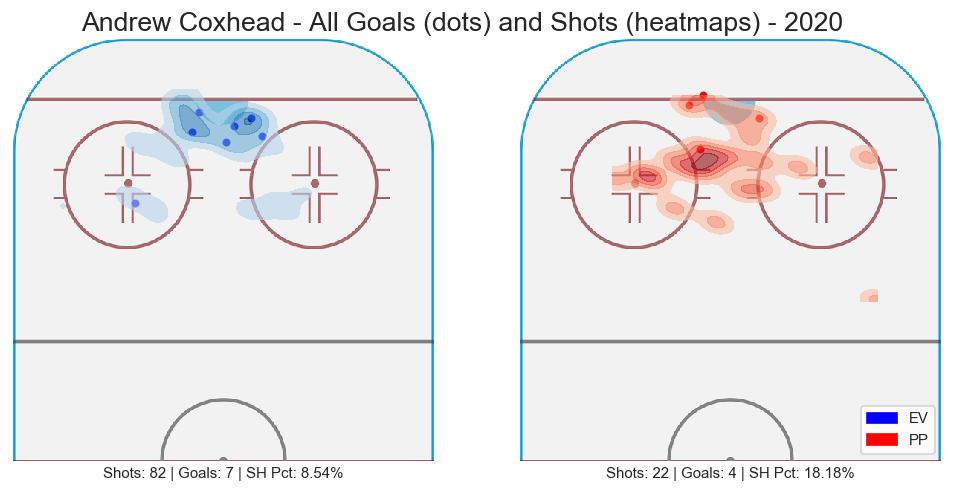 Andrew Coxhead - All Goals (dots) and Shots (heatmaps) - 2020
EV
PP
Shots: 82 | Goals: 7 | SH Pct: 8.54%
Shots: 22 | Goals: 4 | SH Pct: 18.18%